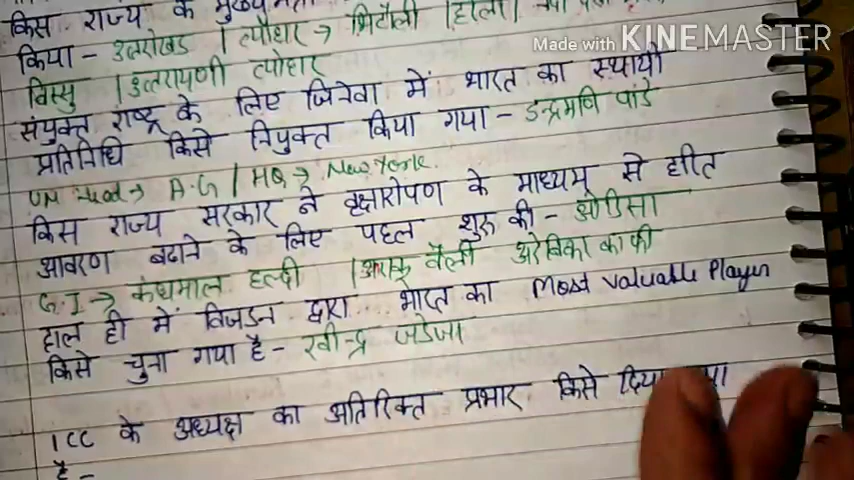 किस राज्य के मुख्यमंत्री
किया - उत्तराखंड | त्यौहार → भिटौली | हरेला |
Made with KINEMASTER
विस्सु | उत्तरायणी त्यौहार
संयुक्त राष्ट्र के लिए जिनेवा में भारत का स्थायी
प्रतिनिधि किसे नियुक्त किया गया - इन्द्रमणि पांडे
UN Head → A.G | HQ → New York.
किस राज्य सरकार ने वृक्षारोपण के माध्यम् से हरित
आवरण बढाने के लिए पहल शुरू की - ओडिसा
G.I → कंधमाल हल्दी | अराकू वैली अरेबिका काफी
हाल ही में विजडन द्वारा भारत का Most Valuable Player
किसे चुना गया है - रवीन्द्र जडेजा
ICC के अध्यक्ष का अतिरिक्त प्रभार किसे दिया
है -